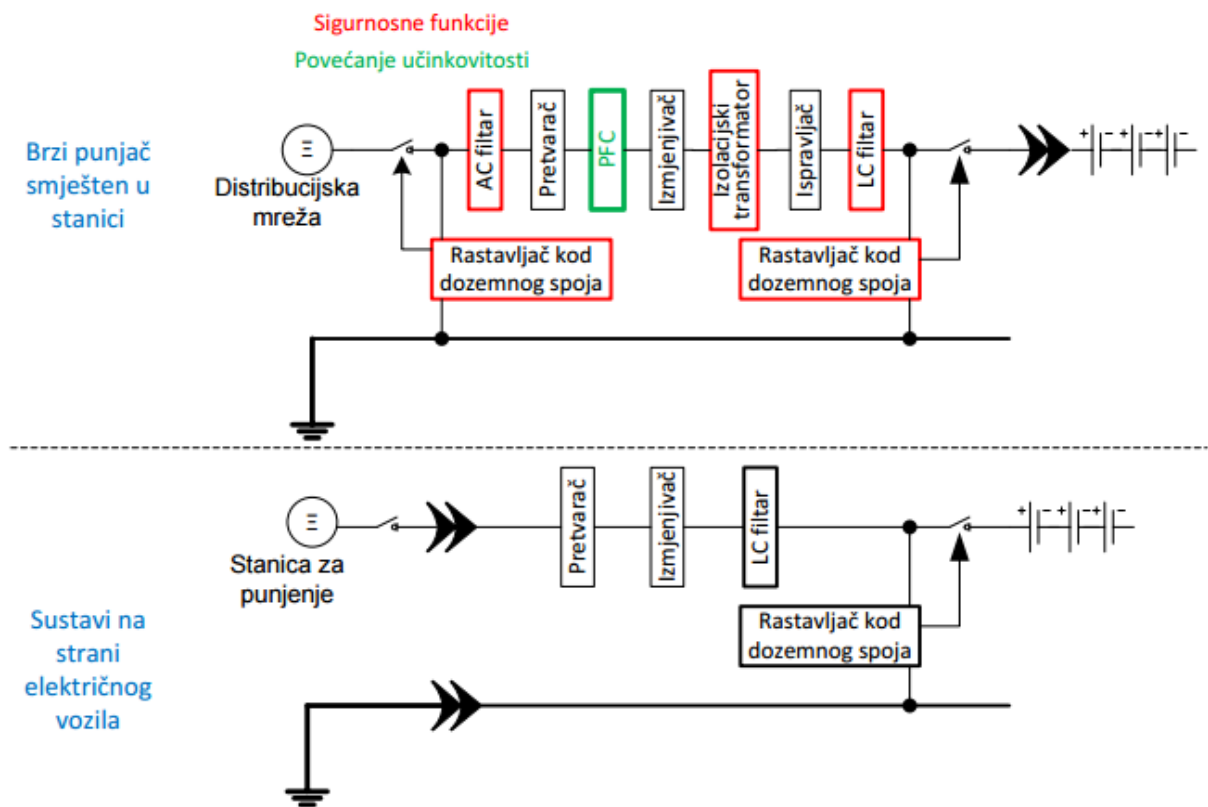 Sigurnosne funkcije
Povećanje učinkovitosti
Brzi punjač
smješten u
stanici
Ξ
Distribucijska
mreža
AC filtar
Pretvarač
PFC
Izmjenjivač
Izolacijski
transformator
Ispravljač
LC filtar
+ - + - + -
Rastavljač kod
dozemnog spoja
Rastavljač kod
dozemnog spoja
Sustavi na
strani
električnog
vozila
Ξ
Stanica za
punjenje
Pretvarač
Izmjenjivač
LC filtar
+ - + - + -
Rastavljač kod
dozemnog spoja